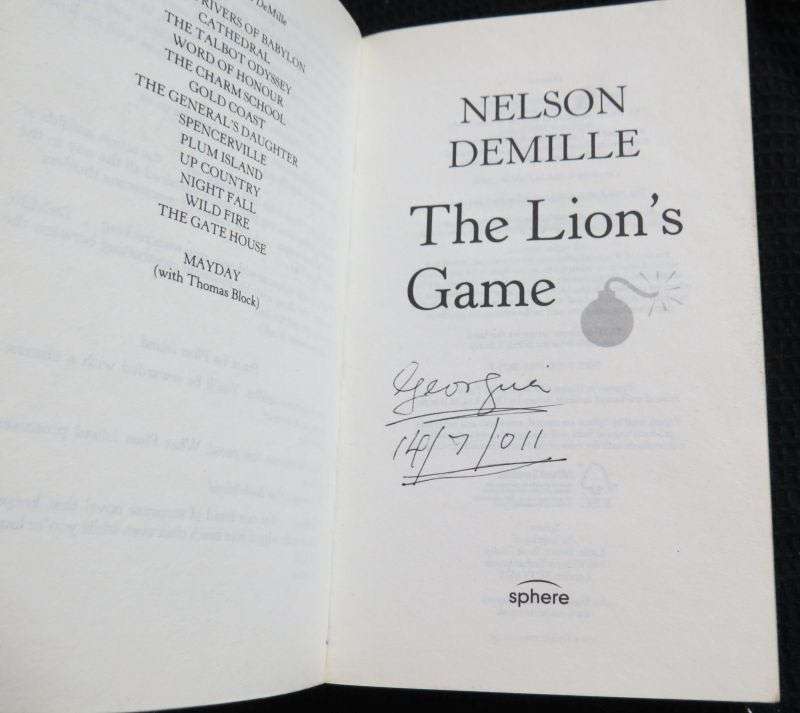 DeMille
RIVERS OF BABYLON
CATHEDRAL
THE TALBOT ODYSSEY
WORD OF HONOUR
THE CHARM SCHOOL
GOLD COAST
THE GENERAL'S DAUGHTER
SPENCERVILLE
PLUM ISLAND
UP COUNTRY
NIGHT FALL
WILD FIRE
THE GATE HOUSE
MAYDAY
(with Thomas Block)
NELSON
DEMILLE
The Lion's
Game
Georgina
14/7/011
sphere